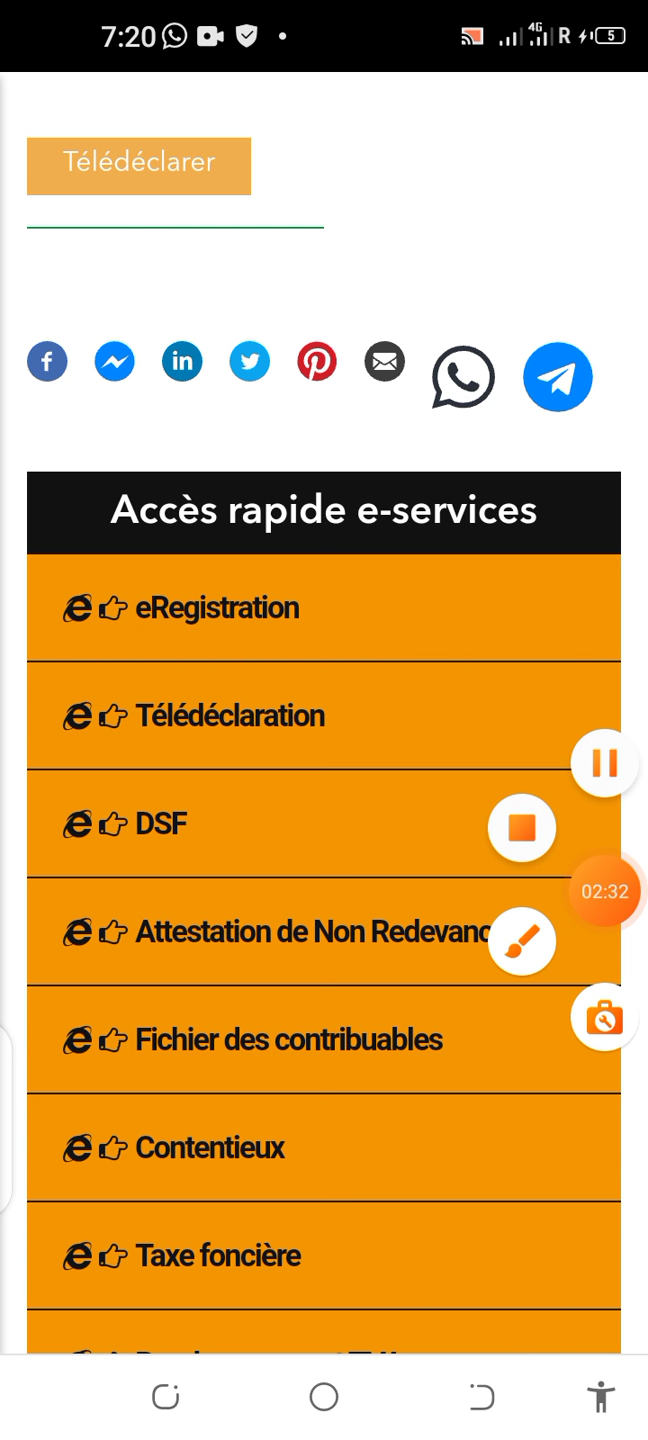 7:20
4G
R
5
Télédéclarer
Accès rapide e-services
eRegistration
Télédéclaration
DSF
Attestation de Non Redevanc
02:32
Fichier des contribuables
Contentieux
Taxe foncière